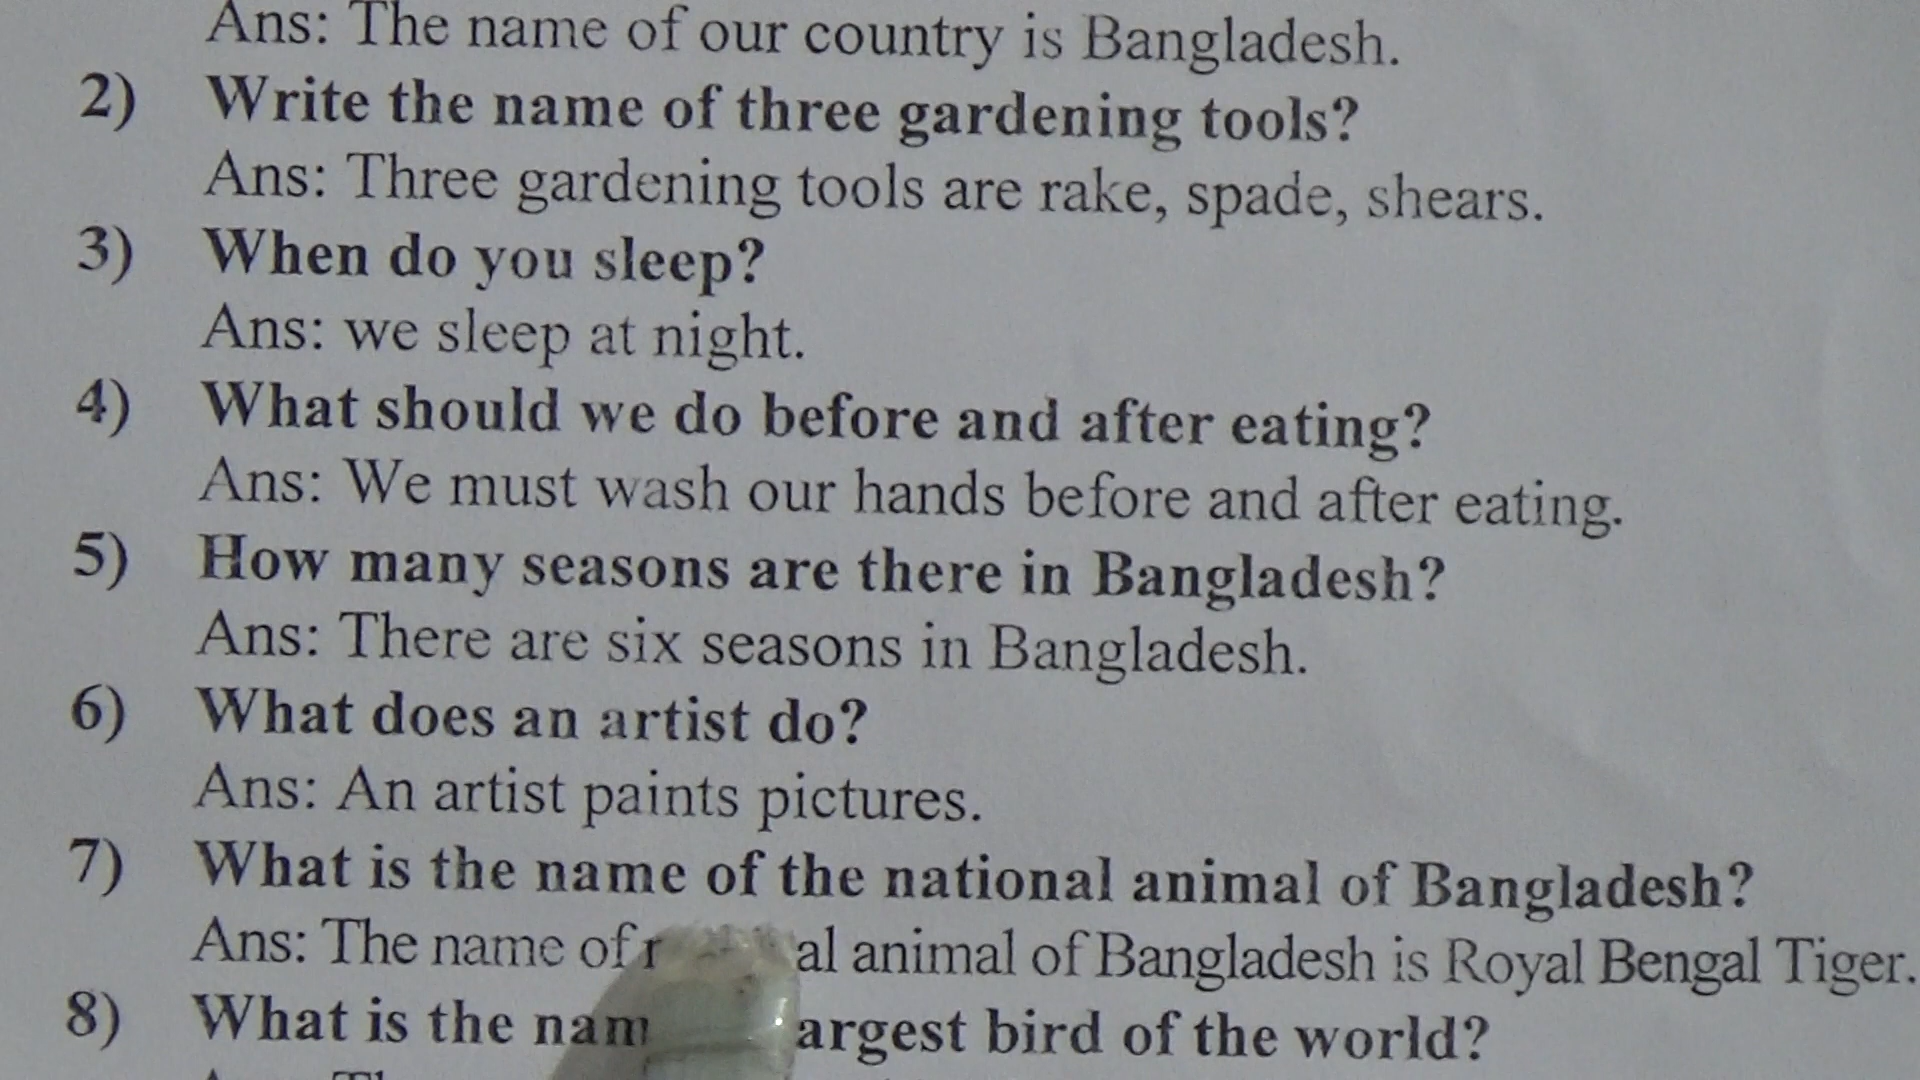 Ans: The name of our country is Bangladesh.
2) Write the name of three gardening tools?
Ans: Three gardening tools are rake, spade, shears.
3) When do you sleep?
Ans: we sleep at night.
4) What should we do before and after eating?
Ans: We must wash our hands before and after eating.
5) How many seasons are there in Bangladesh?
Ans: There are six seasons in Bangladesh.
6) What does an artist do?
Ans: An artist paints pictures.
7) What is the name of the national animal of Bangladesh?
Ans: The name of animal of Bangladesh is Royal Bengal Tiger.
8) What is the bird of the world?